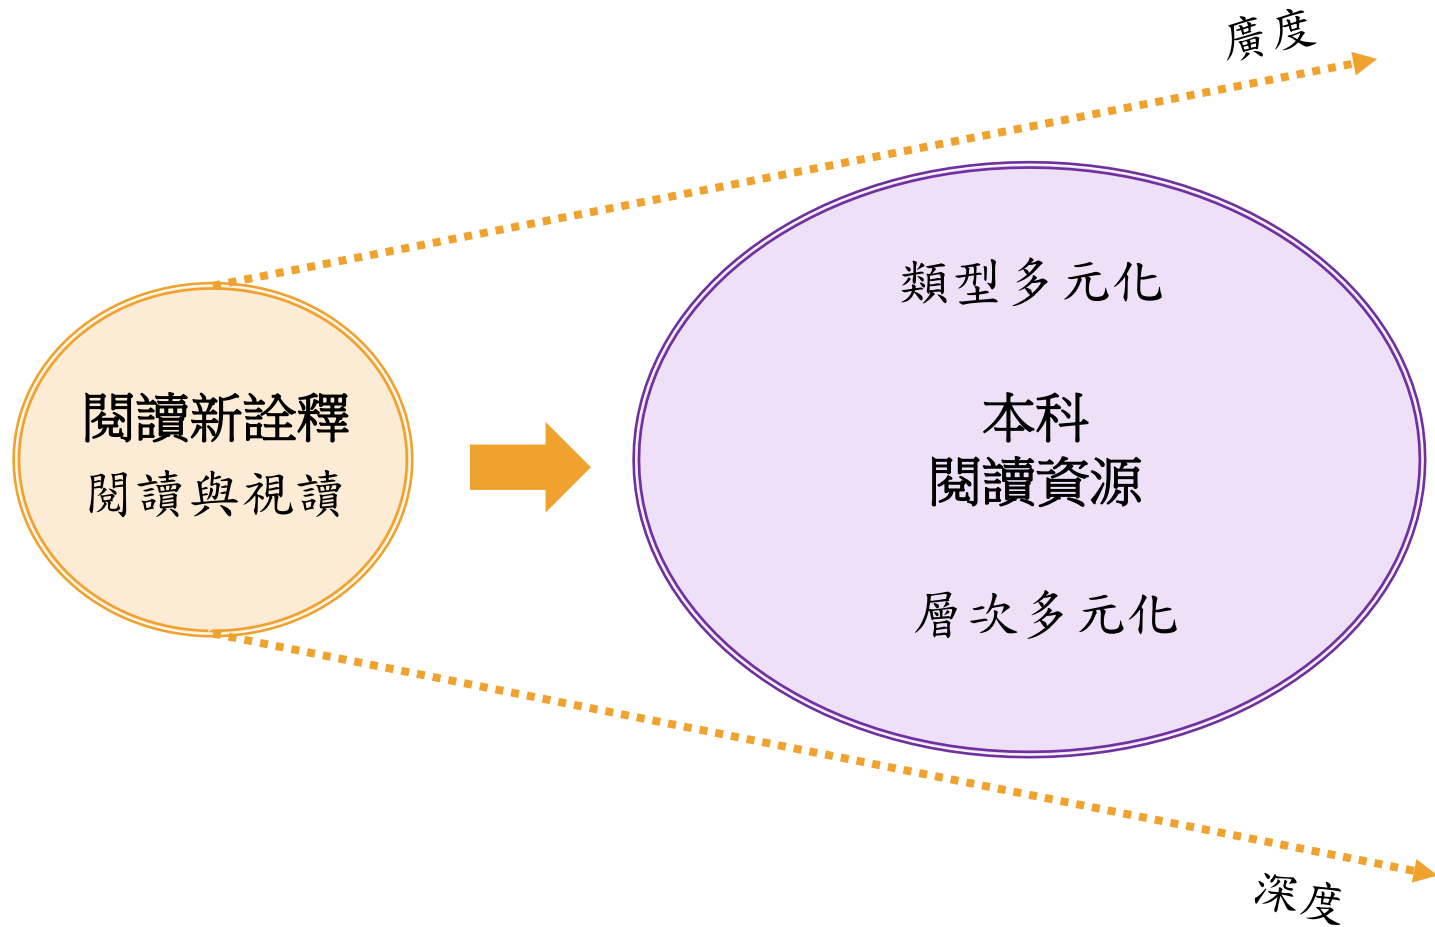 廣度
閱讀新詮釋
閱讀與視讀
類型多元化
本科
閱讀資源
層次多元化
深度